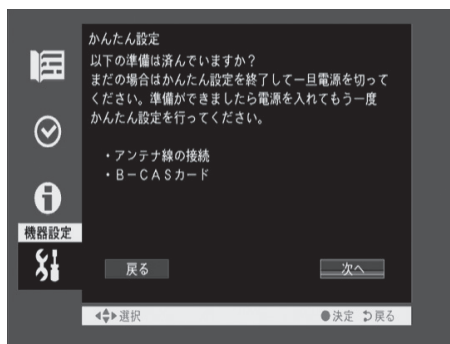 かんたん設定
以下の準備は済んでいますか？
まだの場合はかんたん設定を終了して一旦電源を切って
ください。準備ができましたら電源を入れてもう一度
かんたん設定を行ってください。
・アンテナ線の接続
・Ｂ－ＣＡＳカード
機器設定
戻る
次へ
選択
決定
戻る